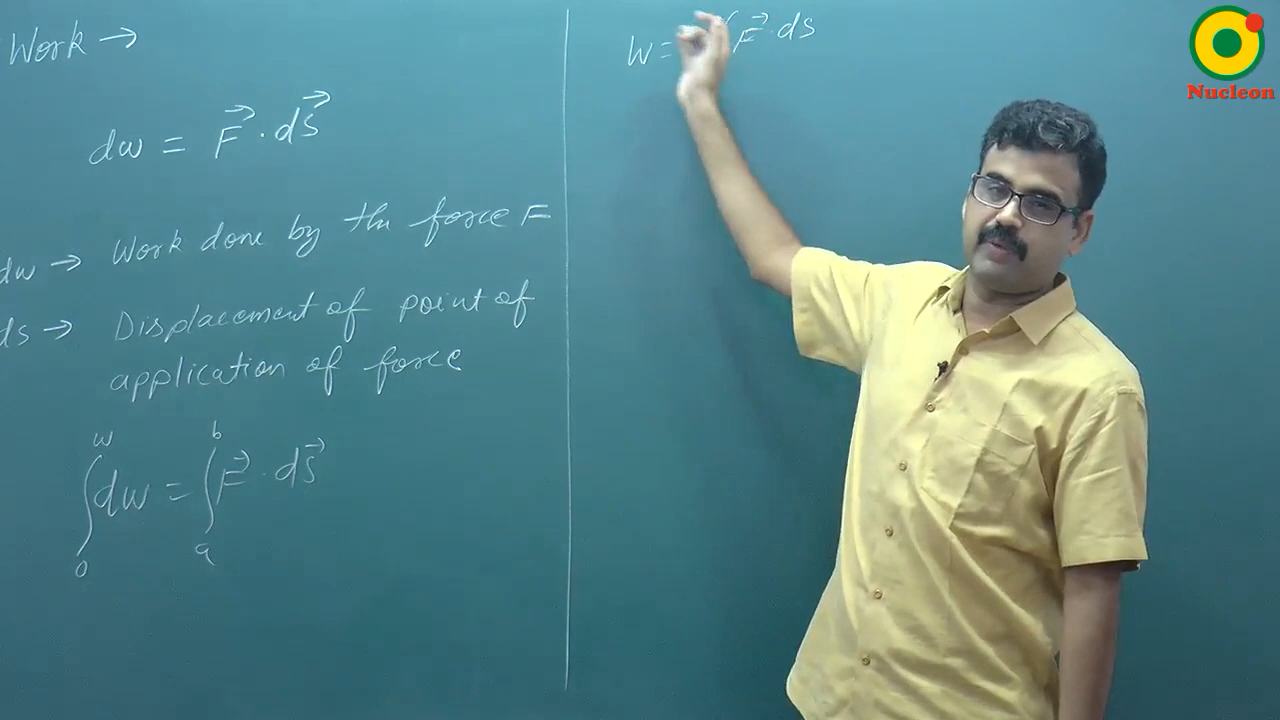 Work →
dw = F→ · ds→
dw → Work done by the force F
ds → Displacement of point of
application of force
∫₀ʷ dw = ∫ₐᵇ F→ · ds→
W = ∫ F→ · ds
Nucleon